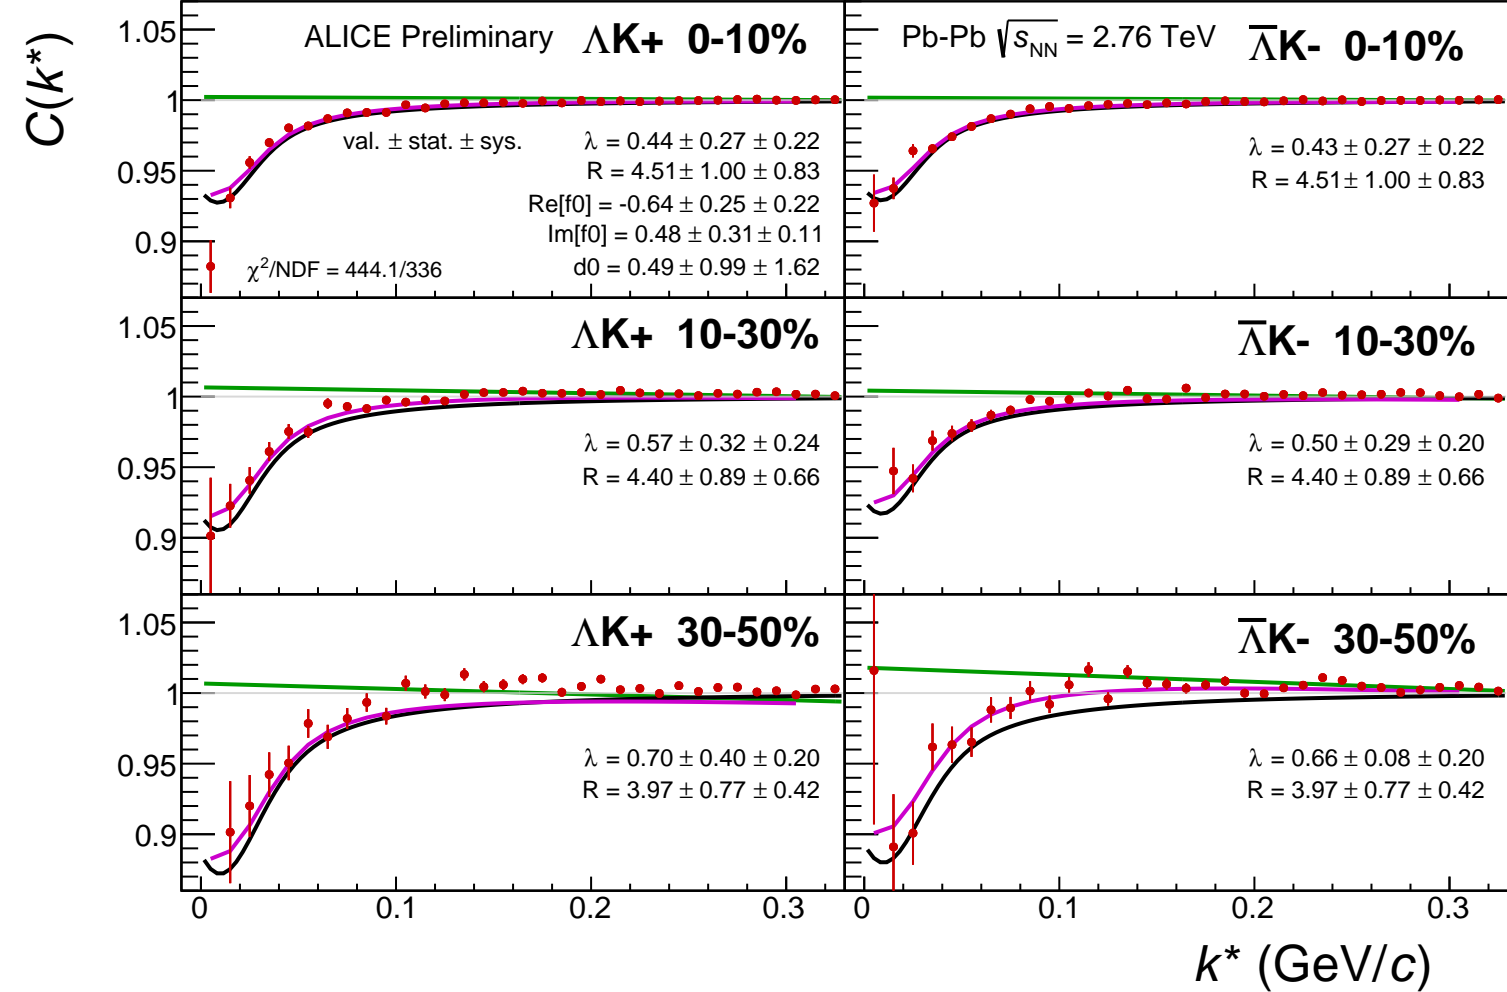 C(k*)
ALICE Preliminary ΛK+ 0-10%
1.05
1
0.95
0.9
val. ± stat. ± sys.
λ = 0.44 ± 0.27 ± 0.22
R = 4.51 ± 1.00 ± 0.83
Re[f0] = -0.64 ± 0.25 ± 0.22
Im[f0] = 0.48 ± 0.31 ± 0.11
d0 = 0.49 ± 0.99 ± 1.62
χ²/NDF = 444.1/336
Pb-Pb √s_NN = 2.76 TeV Λ̅K- 0-10%
λ = 0.43 ± 0.27 ± 0.22
R = 4.51 ± 1.00 ± 0.83
ΛK+ 10-30%
1.05
1
0.95
0.9
λ = 0.57 ± 0.32 ± 0.24
R = 4.40 ± 0.89 ± 0.66
Λ̅K- 10-30%
λ = 0.50 ± 0.29 ± 0.20
R = 4.40 ± 0.89 ± 0.66
ΛK+ 30-50%
1.05
1
0.95
0.9
λ = 0.70 ± 0.40 ± 0.20
R = 3.97 ± 0.77 ± 0.42
Λ̅K- 30-50%
λ = 0.66 ± 0.08 ± 0.20
R = 3.97 ± 0.77 ± 0.42
0 0.1 0.2 0.3
0 0.1 0.2 0.3
k* (GeV/c)